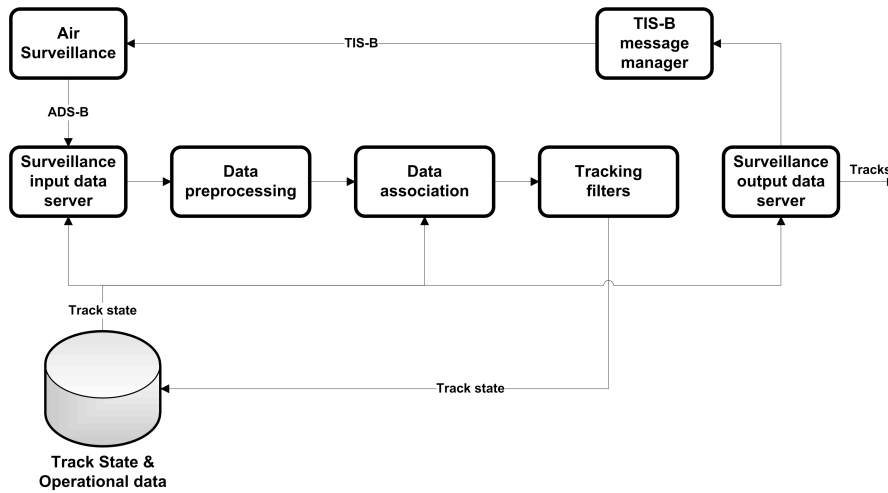 Air
Surveillance
TIS-B
TIS-B
message
manager
ADS-B
Surveillance
input data
server
Data
preprocessing
Data
association
Tracking
filters
Surveillance
output data
server
Tracks
Track state
Track state
Track State &
Operational data